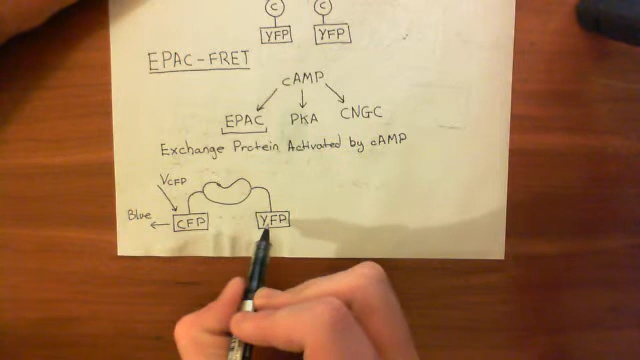 C C
YFP YFP
EPAC-FRET
cAMP
EPAC PKA CNGC
Exchange Protein Activated by cAMP
VCFP
Blue CFP YFP